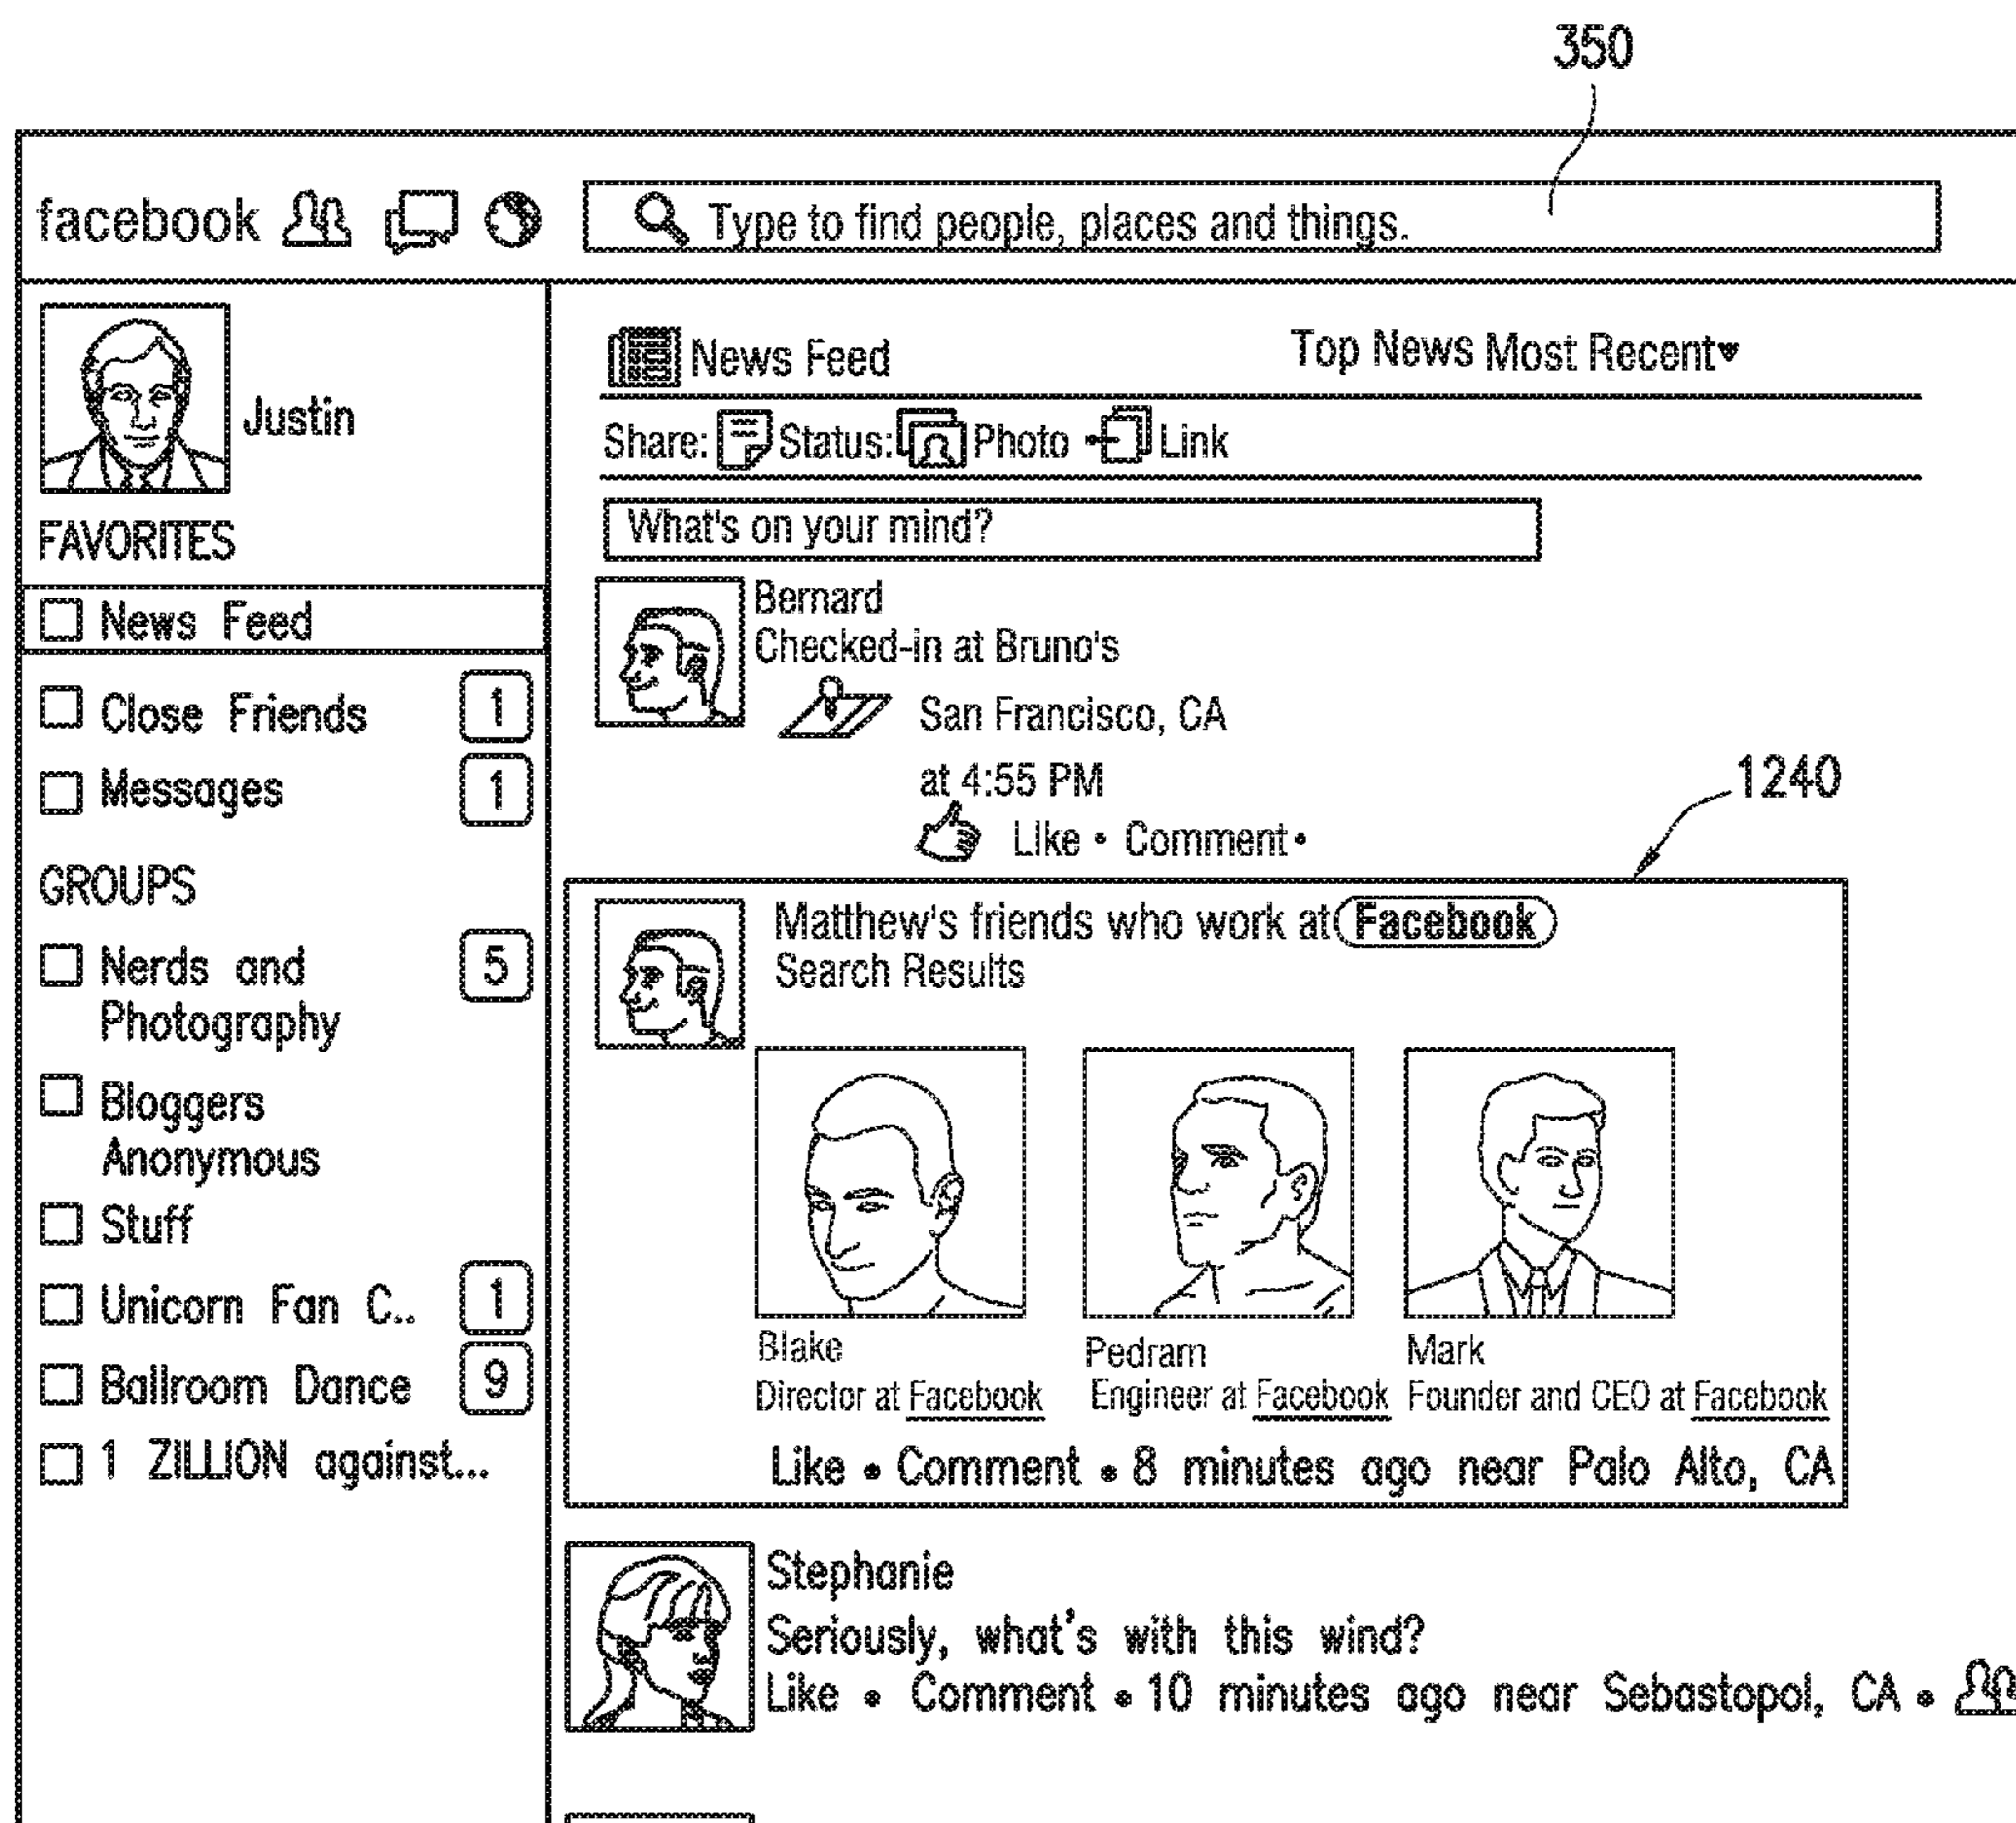 350
facebook
Type to find people, places and things.
Justin
FAVORITES
News Feed
Close Friends 1
Messages 1
GROUPS
Nerds and 5
Photography
Bloggers
Anonymous
Stuff
Unicorn Fan C.. 1
Ballroom Dance 9
1 ZILLION against...
News Feed Top News Most Recent
Share: Status: Photo Link
What's on your mind?
Bernard
Checked-in at Bruno's
San Francisco, CA
at 4:55 PM
Like • Comment •
1240
Matthew's friends who work at Facebook
Search Results
Blake Pedram Mark
Director at Facebook Engineer at Facebook Founder and CEO at Facebook
Like • Comment • 8 minutes ago near Palo Alto, CA
Stephanie
Seriously, what's with this wind?
Like • Comment • 10 minutes ago near Sebastopol, CA •